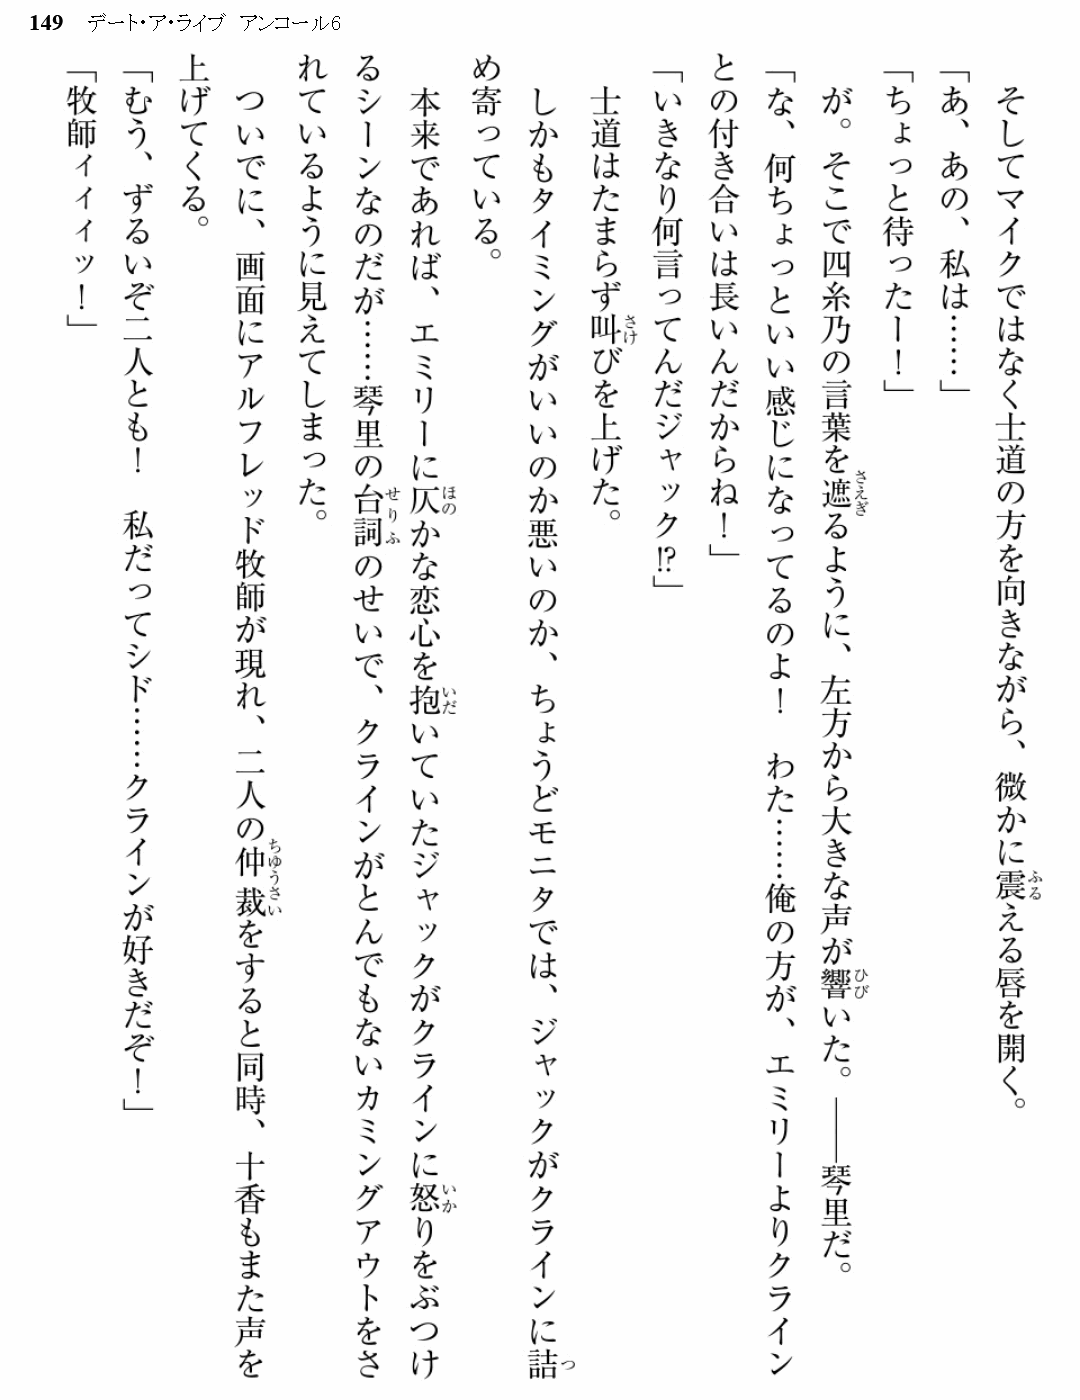 149 デート・ア・ライブ アンコール6
そしてマイクではなく士道の方を向きながら、微かに震える唇を開く。
「あ、あの、私は……」
「ちょっと待ったー！」
が。そこで四糸乃の言葉を遮るように、左方から大きな声が響いた。――琴里だ。
「な、何ちょっといい感じになってるのよ！　わた……俺の方が、エミリーよりクライン
との付き合いは長いんだからね！」
「いきなり何言ってんだジャック⁉」
士道はたまらず叫びを上げた。
しかもタイミングがいいのか悪いのか、ちょうどモニタでは、ジャックがクラインに詰
め寄っている。
本来であれば、エミリーに仄かな恋心を抱いていたジャックがクラインに怒りをぶつけ
るシーンなのだが……琴里の台詞のせいで、クラインがとんでもないカミングアウトをさ
れているように見えてしまった。
ついでに、画面にアルフレッド牧師が現れ、二人の仲裁をすると同時、十香もまた声を
上げてくる。
「むう、ずるいぞ二人とも！　私だってシド……クラインが好きだぞ！」
「牧師ィィィッ！」